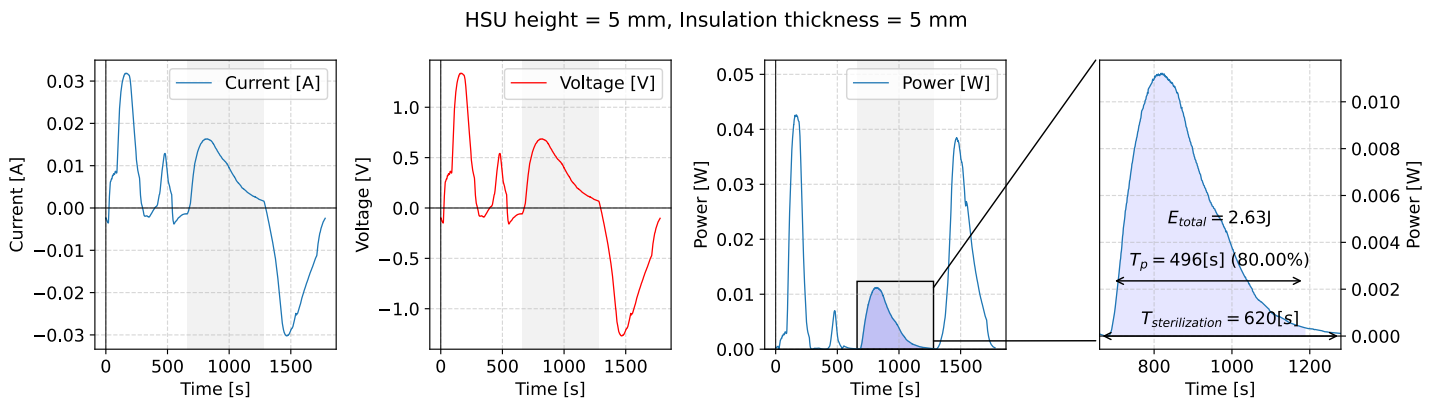 HSU height = 5 mm, Insulation thickness = 5 mm
Current [A]
0.03
0.02
0.01
0.00
−0.01
−0.02
−0.03
Current [A]
0 500 1000 1500
Time [s]
Voltage [V]
1.0
0.5
0.0
−0.5
−1.0
Voltage [V]
0 500 1000 1500
Time [s]
Power [W]
0.05
0.04
0.03
0.02
0.01
0.00
Power [W]
0 500 1000 1500
Time [s]
E_total = 2.63J
T_p = 496[s] (80.00%)
T_sterilization = 620[s]
0.010
0.008
0.006
0.004
0.002
0.000
Power [W]
800 1000 1200
Time [s]